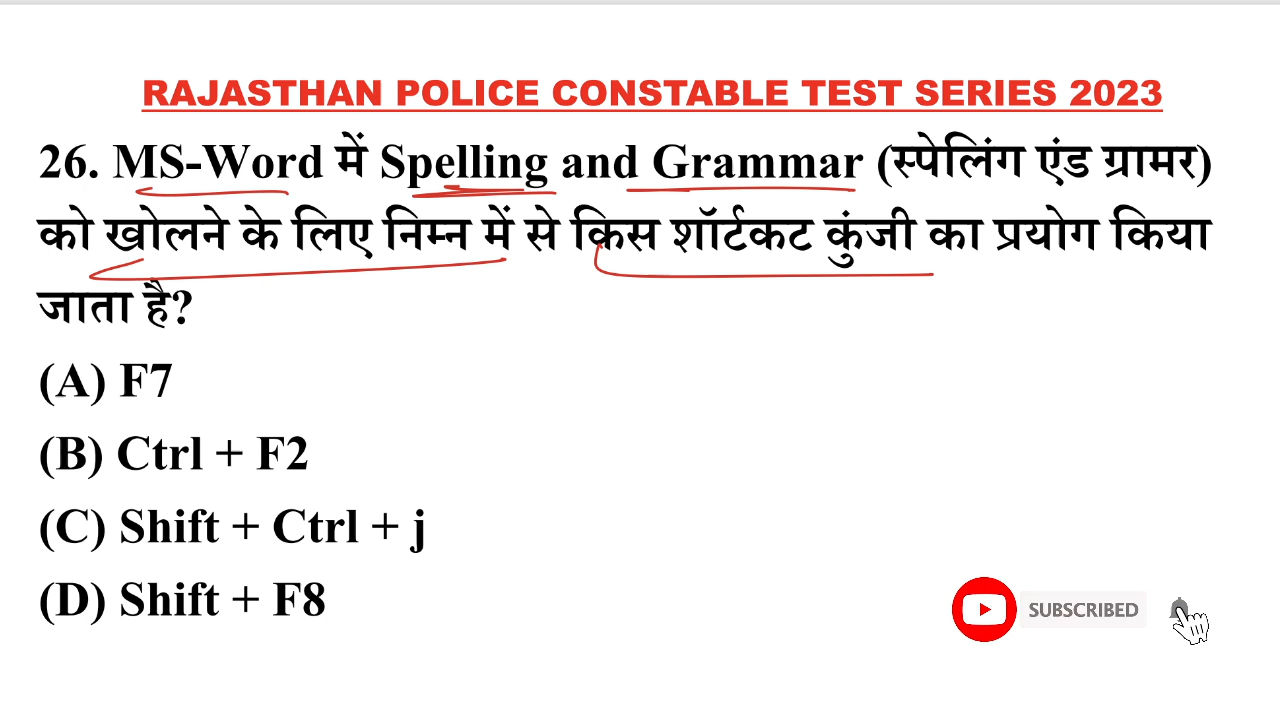 RAJASTHAN POLICE CONSTABLE TEST SERIES 2023
26. MS-Word में Spelling and Grammar (स्पेलिंग एंड ग्रामर)
को खोलने के लिए निम्न में से किस शॉर्टकट कुंजी का प्रयोग किया
जाता है?
(A) F7
(B) Ctrl + F2
(C) Shift + Ctrl + j
(D) Shift + F8
SUBSCRIBED